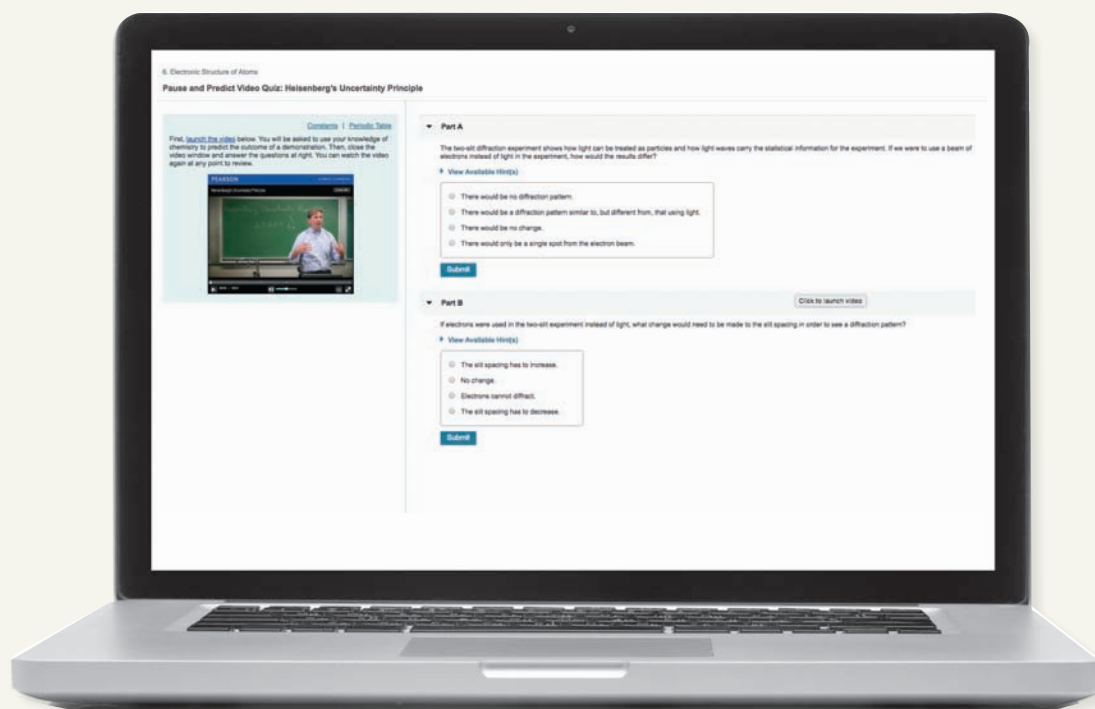 6. Electronic Structure of Atoms
Pause and Predict Video Quiz: Heisenberg's Uncertainty Principle
Constants | Periodic Table
First, launch the video below. You will be asked to use your knowledge of
chemistry to predict the outcome of a demonstration. Then, close the
video window and answer the questions at right. You can watch the video
again at any point to review.
PEARSON
Heisenberg's Uncertainty Principle
Part A
The two-slit diffraction experiment shows how light can be treated as particles and how light waves carry the statistical information for the experiment. If we were to use a beam of
electrons instead of light in the experiment, how would the results differ?
View Available Hint(s)
There would be no diffraction pattern.
There would be a diffraction pattern similar to, but different from, that using light.
There would be no change.
There would only be a single spot from the electron beam.
Submit
Part B
Click to launch video
If electrons were used in the two-slit experiment instead of light, what change would need to be made to the slit spacing in order to see a diffraction pattern?
View Available Hint(s)
The slit spacing has to increase.
No change.
Electrons cannot diffract.
The slit spacing has to decrease.
Submit